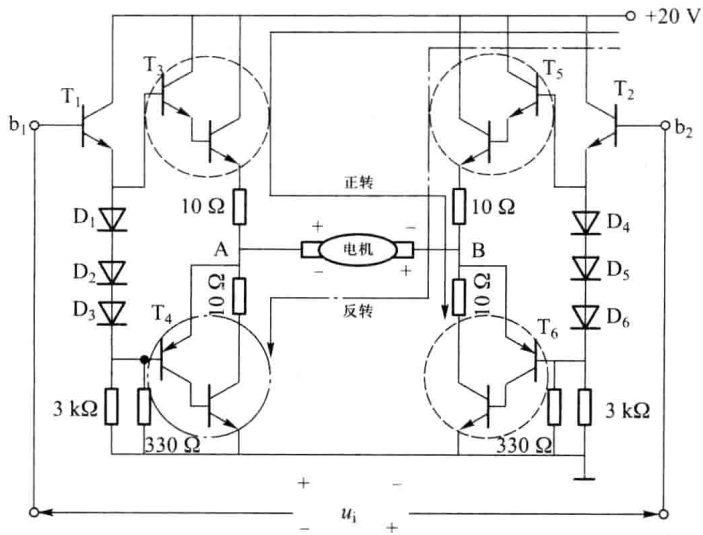 +20 V
T₃
T₅
T₁
T₂
b₁
b₂
正转
10 Ω
10 Ω
D₁
D₄
+ −
A
电机
B
− +
D₂
D₅
10 Ω
10 Ω
D₃
T₄
反转
T₆
D₆
3 kΩ
3 kΩ
330 Ω
330 Ω
+ −
uᵢ
− +